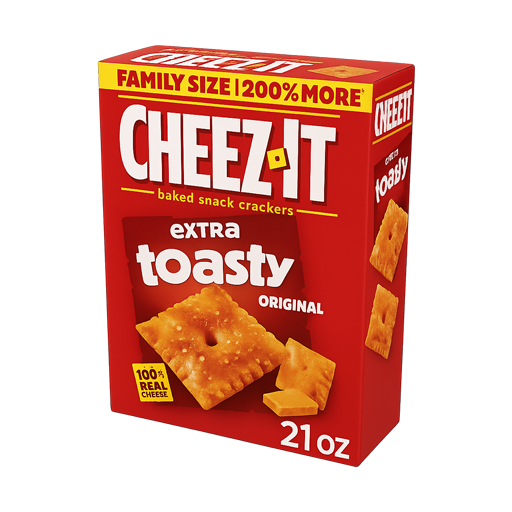 CHEEZ-IT
FAMILY SIZE | 200% MORE*
CHEEZ-IT
baked snack crackers
extra
toasty
ORIGINAL
100%
REAL
CHEESE
21 oz
CHEEEIT
toasty